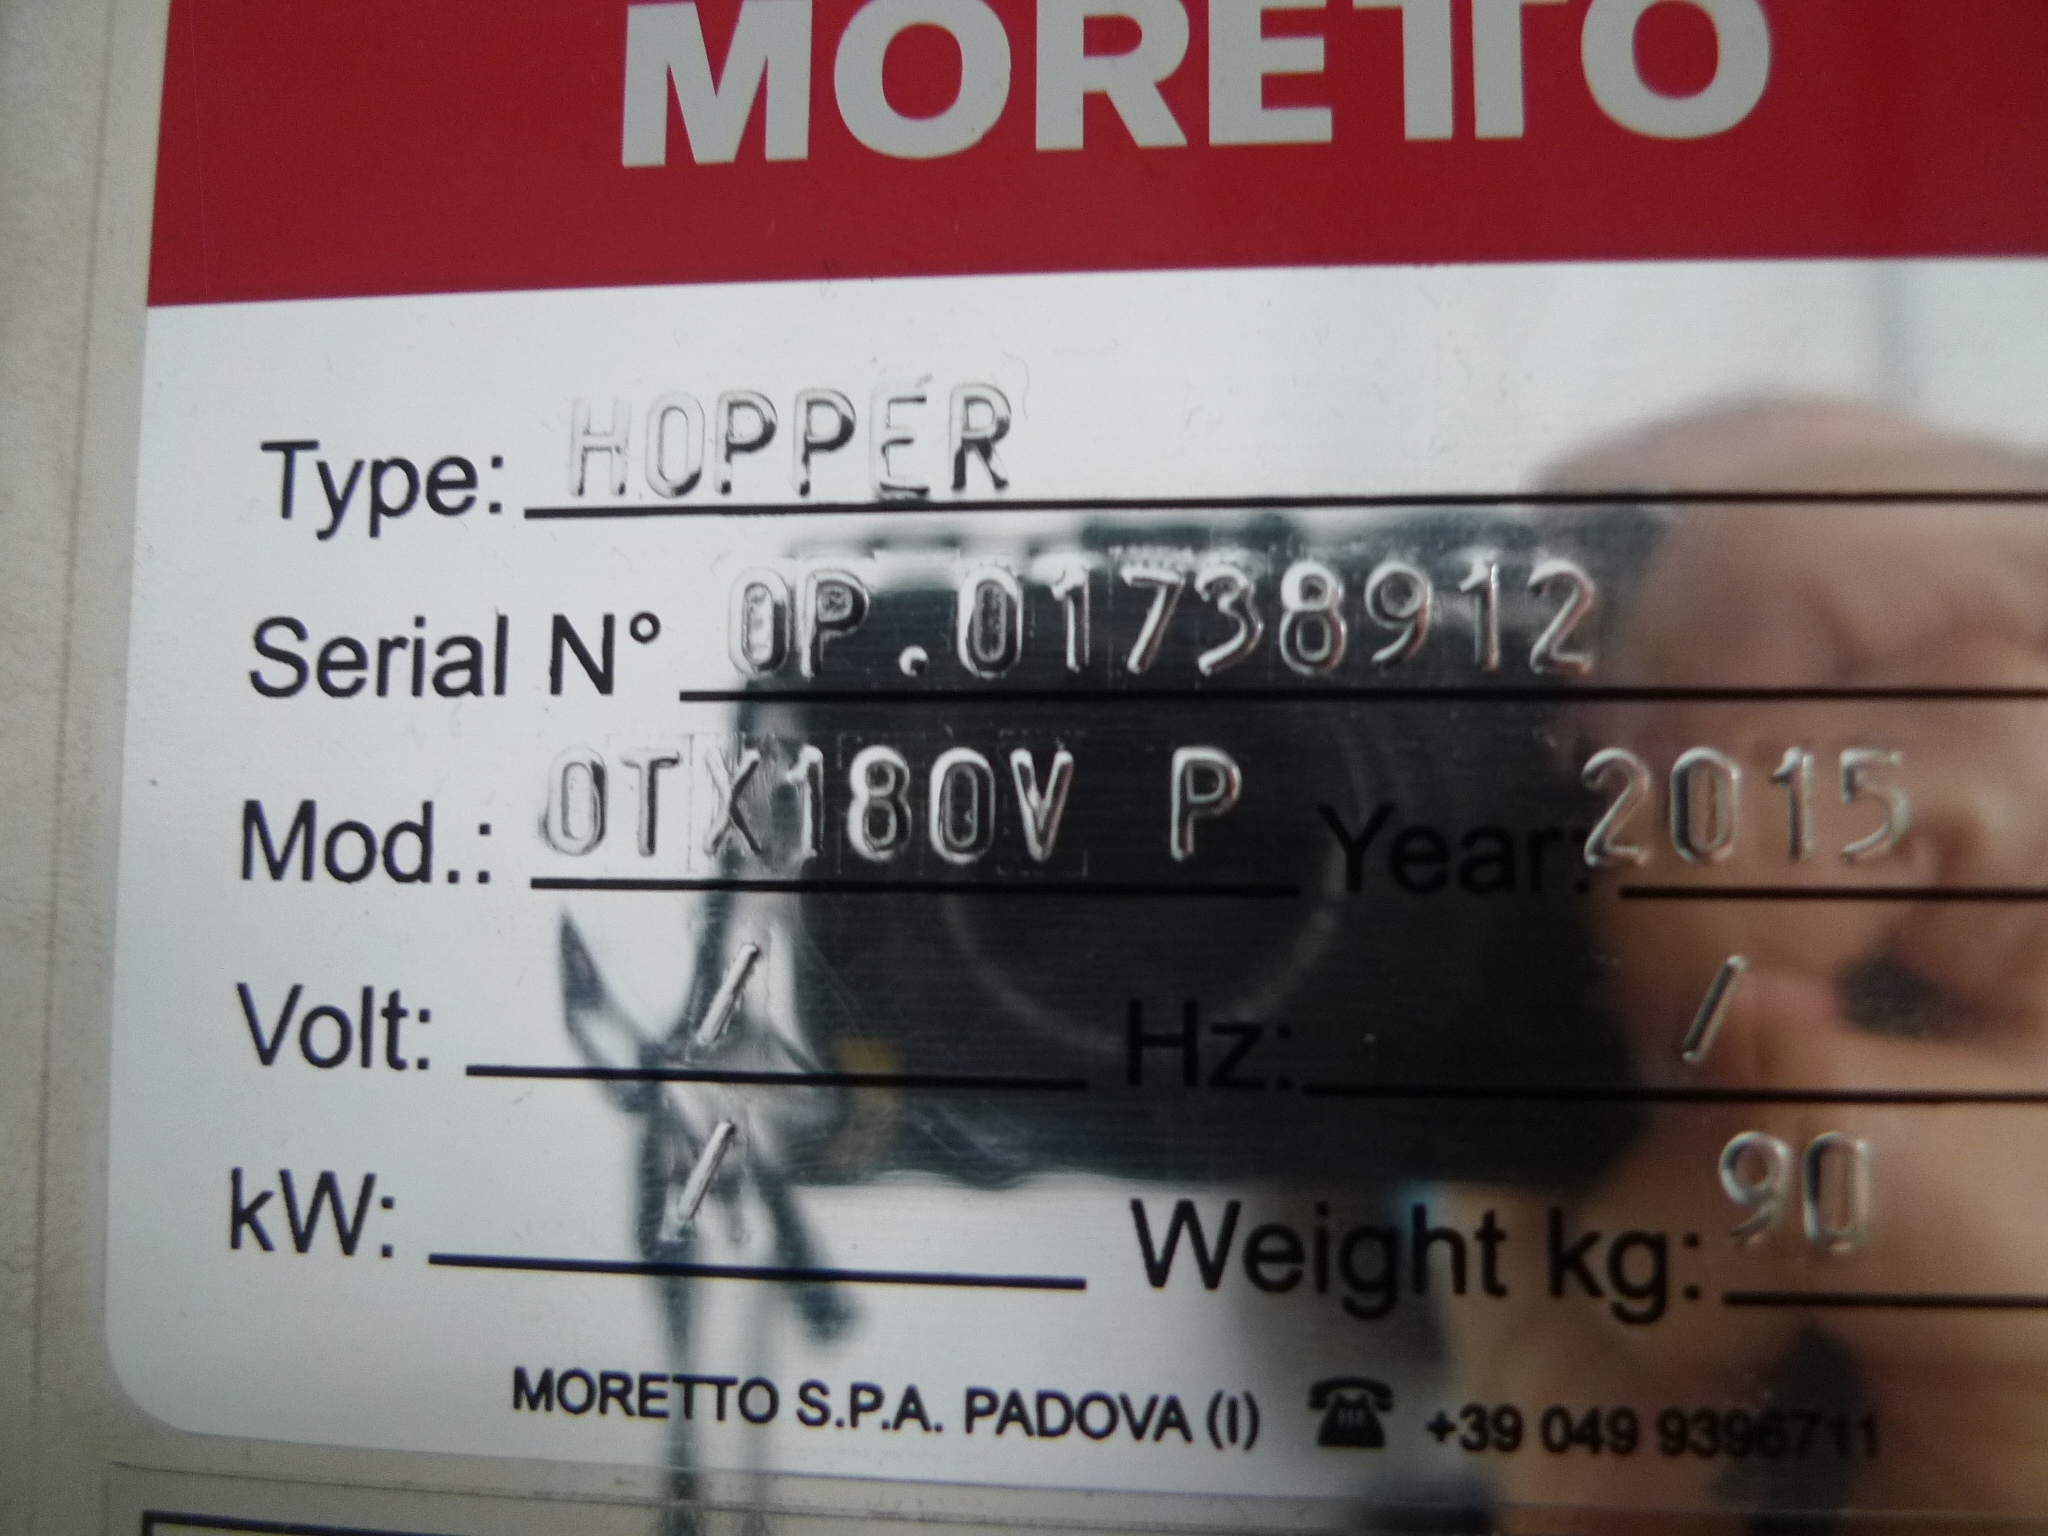 MORETTO
Type: HOPPER
Serial N° OP.01738912
Mod.: OTX180V P Year: 2015
Volt: / Hz: /
kW: / Weight kg: 90
MORETTO S.P.A. PADOVA (I) ☎ +39 049 9396711